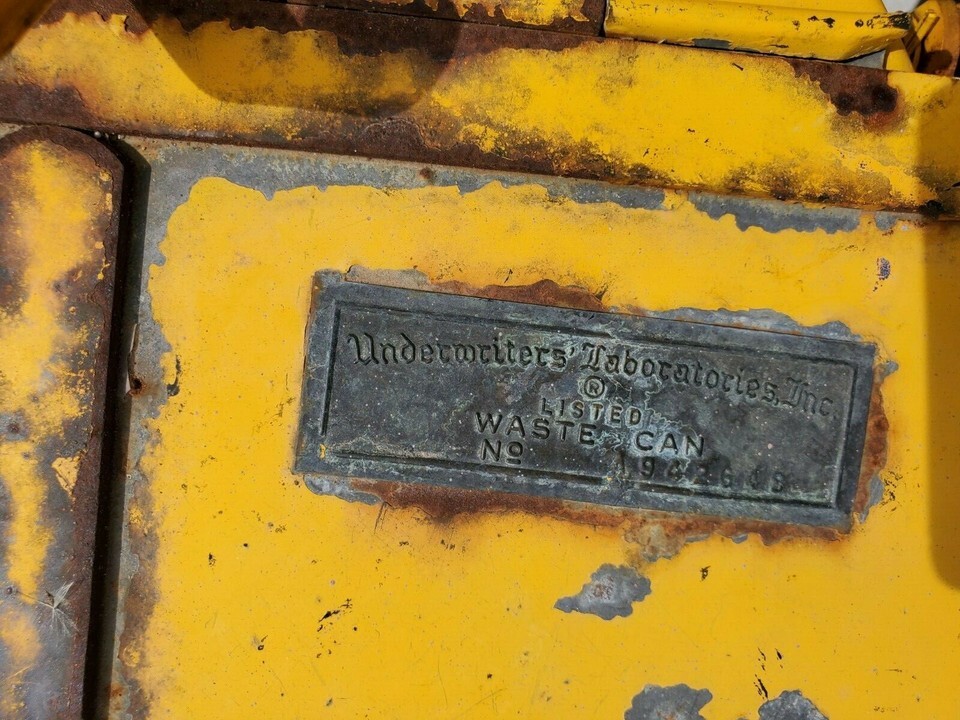 Underwriters' Laboratories, Inc.
®
LISTED
WASTE CAN
Nº